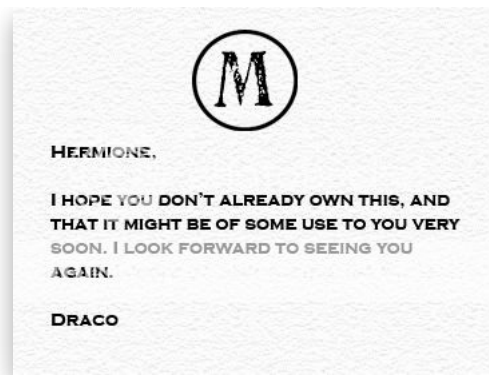 M
HERMIONE,
I HOPE YOU DON'T ALREADY OWN THIS, AND
THAT IT MIGHT BE OF SOME USE TO YOU VERY
SOON. I LOOK FORWARD TO SEEING YOU
AGAIN.
DRACO